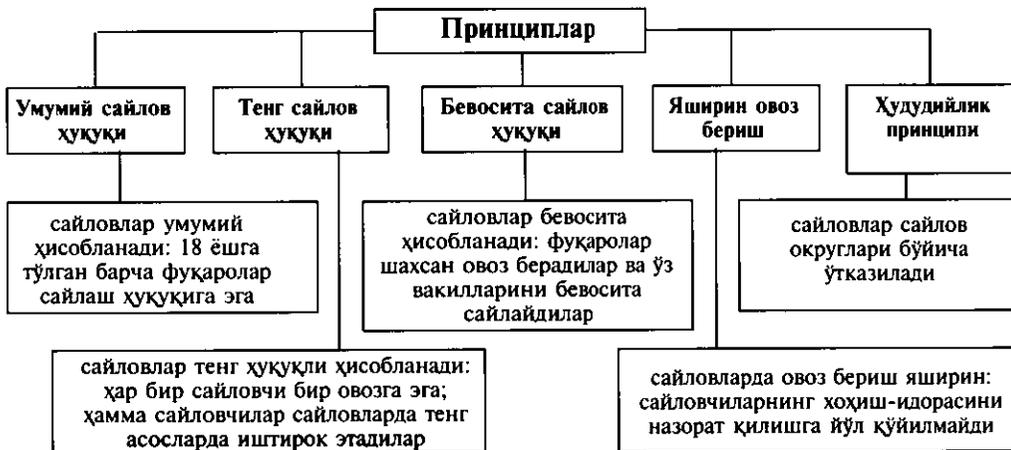 Принциплар
Умумий сайлов
ҳуқуқи
Тенг сайлов
ҳуқуқи
Бевосита сайлов
ҳуқуқи
Яширин овоз
бериш
Ҳудудийлик
принципи
сайловлар умумий
ҳисобланади: 18 ёшга
тўлган барча фуқаролар
сайлаш ҳуқуқига эга
сайловлар бевосита
ҳисобланади: фуқаролар
шахсан овоз берадилар ва ўз
вакилларини бевосита
сайлайдилар
сайловлар сайлов
округлари бўйича
ўтказилади
сайловлар тенг ҳуқуқли ҳисобланади:
ҳар бир сайловчи бир овозга эга;
ҳамма сайловчилар сайловларда тенг
асосларда иштирок этадилар
сайловларда овоз бериш яширин:
сайловчиларнинг хоҳиш-идорасини
назорат қилишга йўл қўйилмайди